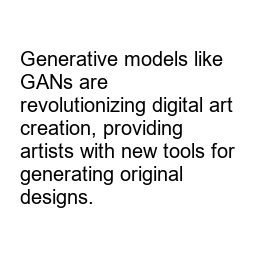 Generative models like
GANs are
revolutionizing digital art
creation, providing
artists with new tools for
generating original
designs.